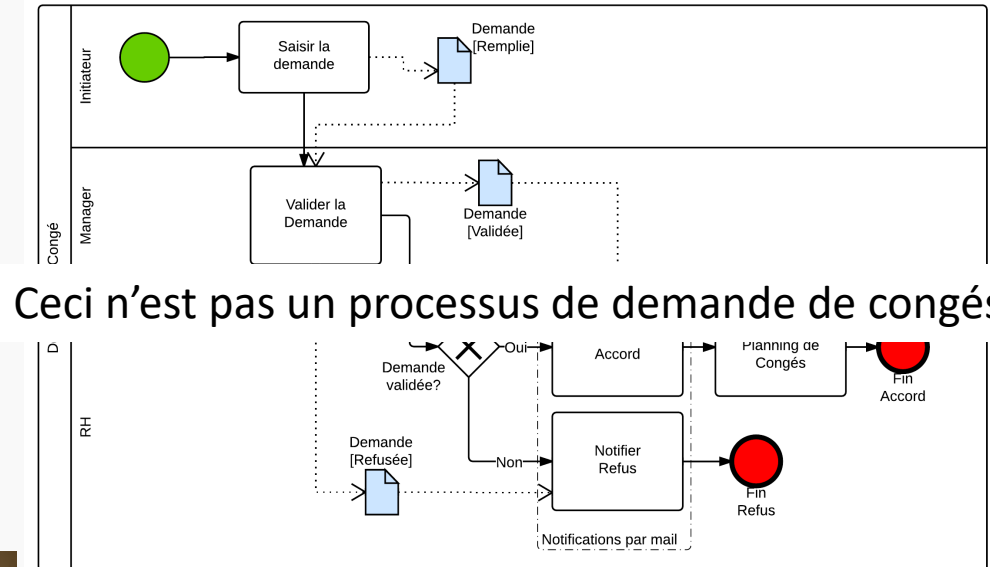 Initiateur
Saisir la
demande
Demande
[Remplie]
Congé
Manager
Valider la
Demande
Demande
[Validée]
Ceci n’est pas un processus de demande de congés
RH
Demande
validée?
Oui
Accord
Planning de
Congés
Fin
Accord
Demande
[Refusée]
Non
Notifier
Refus
Fin
Refus
Notifications par mail